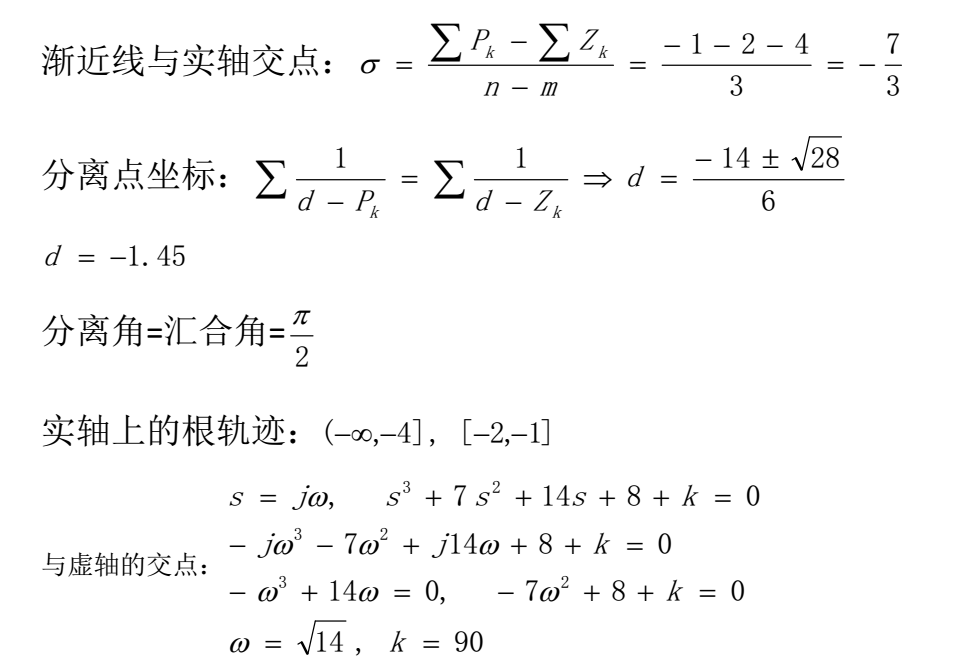 渐近线与实轴交点: σ = (∑ P_k − ∑ Z_k) / (n − m) = (−1 − 2 − 4) / 3 = −7/3
分离点坐标: ∑ 1/(d − P_k) = ∑ 1/(d − Z_k) ⇒ d = (−14 ± √28) / 6
d = −1.45
分离角=汇合角=π/2
实轴上的根轨迹: (−∞,−4], [−2,−1]
s = jω, s³ + 7s² + 14s + 8 + k = 0
− jω³ − 7ω² + j14ω + 8 + k = 0
与虚轴的交点:
− ω³ + 14ω = 0, − 7ω² + 8 + k = 0
ω = √14, k = 90